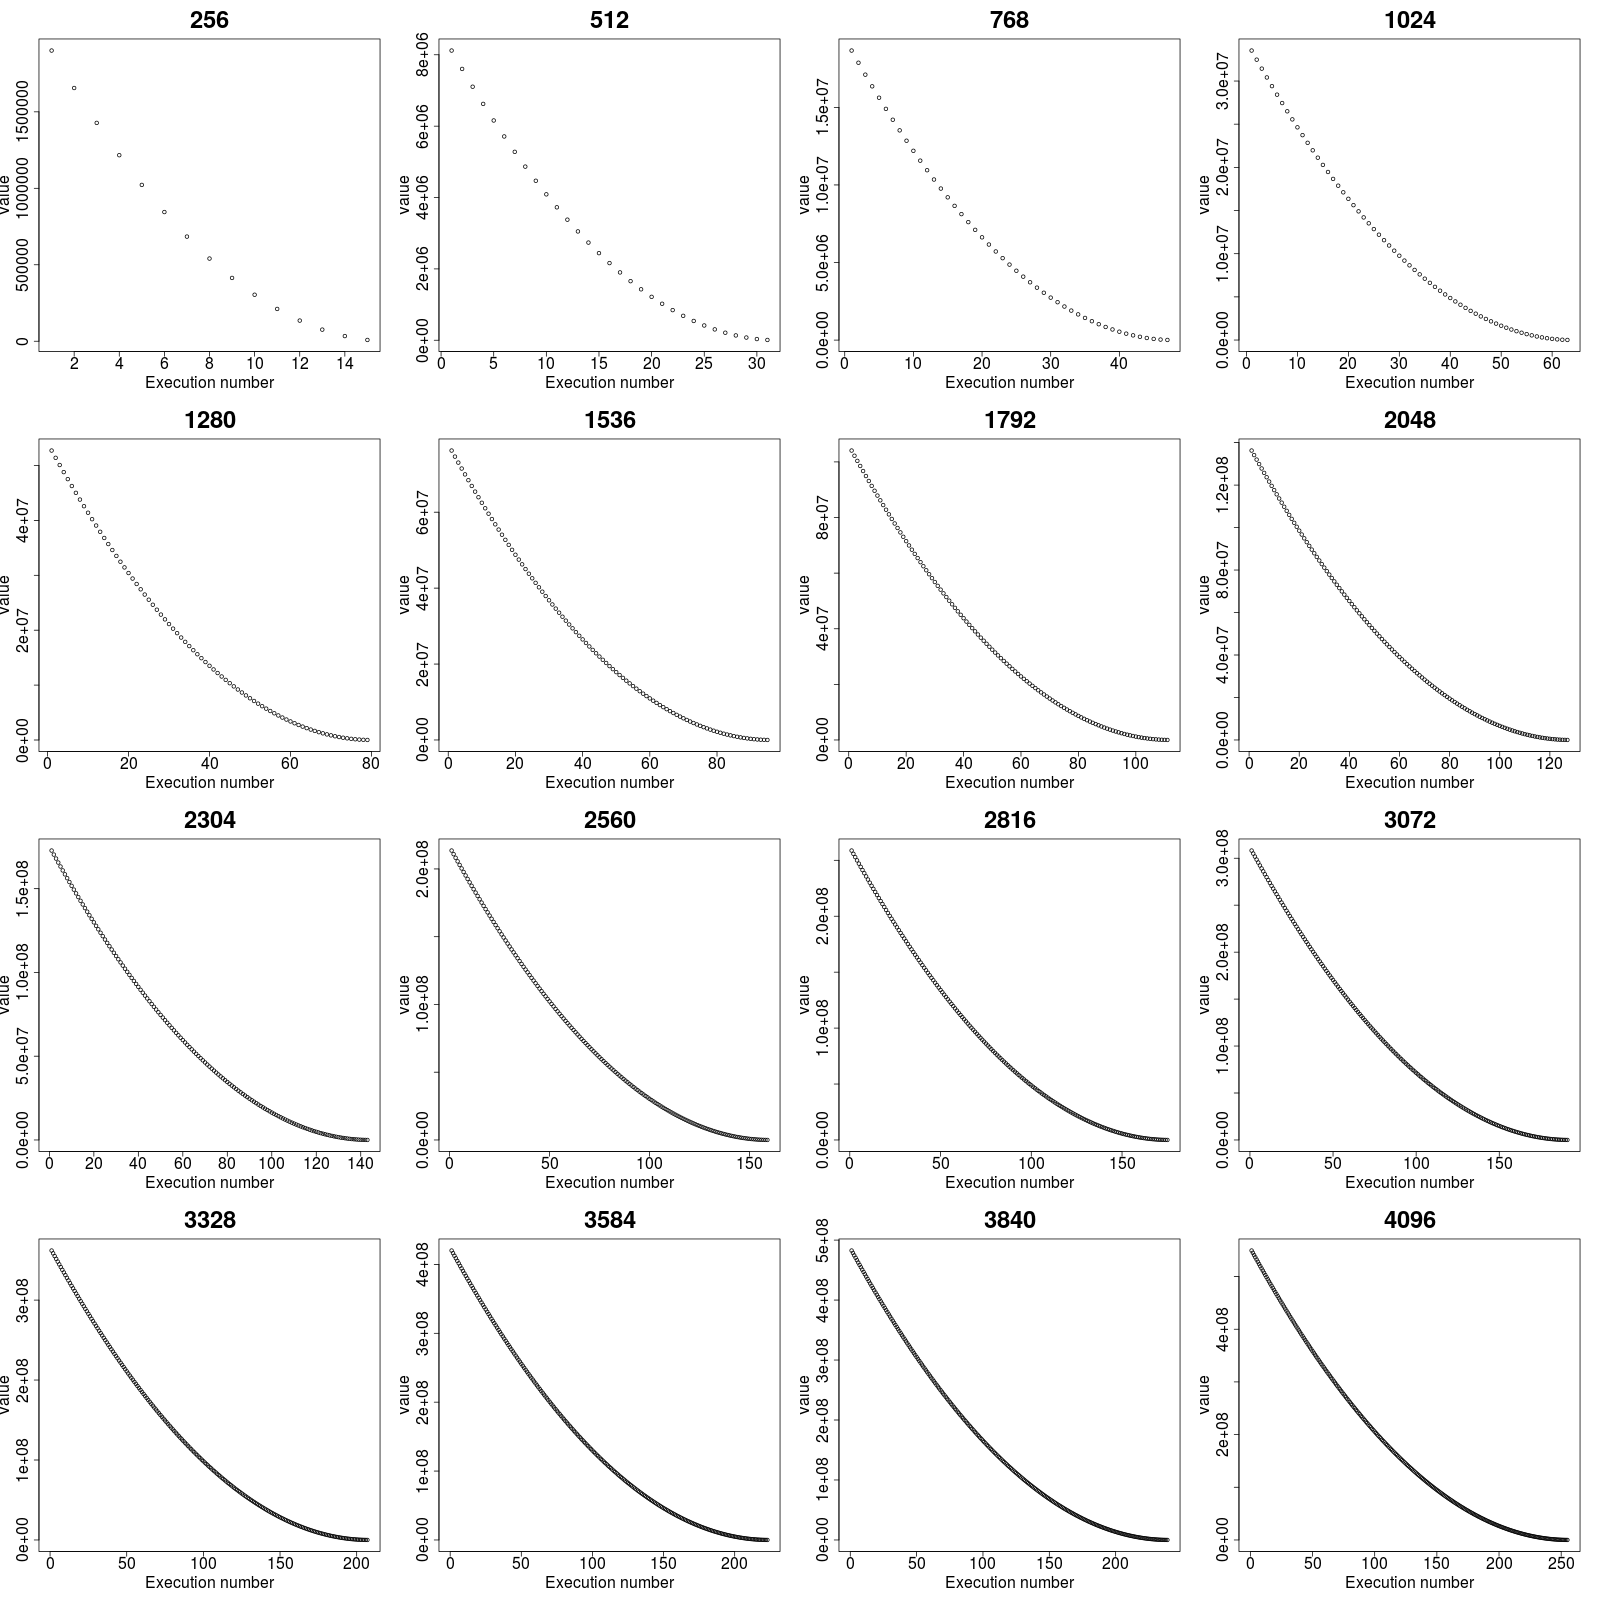 256
value
0 500000 1000000 1500000
2 4 6 8 10 12 14
Execution number
512
value
0e+00 2e+06 4e+06 6e+06 8e+06
0 5 10 15 20 25 30
Execution number
768
value
0.0e+00 5.0e+06 1.0e+07 1.5e+07
0 10 20 30 40
Execution number
1024
value
0.0e+00 1.0e+07 2.0e+07 3.0e+07
0 10 20 30 40 50 60
Execution number
1280
value
0e+00 2e+07 4e+07
0 20 40 60 80
Execution number
1536
value
0e+00 2e+07 4e+07 6e+07
0 20 40 60 80
Execution number
1792
value
0e+00 4e+07 8e+07
0 20 40 60 80 100
Execution number
2048
value
0.0e+00 4.0e+07 8.0e+07 1.2e+08
0 20 40 60 80 100 120
Execution number
2304
value
0.0e+00 5.0e+07 1.0e+08 1.5e+08
0 20 40 60 80 100 120 140
Execution number
2560
value
0.0e+00 1.0e+08 2.0e+08
0 50 100 150
Execution number
2816
value
0.0e+00 1.0e+08 2.0e+08
0 50 100 150
Execution number
3072
value
0.0e+00 1.0e+08 2.0e+08 3.0e+08
0 50 100 150
Execution number
3328
value
0e+00 1e+08 2e+08 3e+08
0 50 100 150 200
Execution number
3584
value
0e+00 1e+08 2e+08 3e+08 4e+08
0 50 100 150 200
Execution number
3840
value
0e+00 1e+08 2e+08 3e+08 4e+08 5e+08
0 50 100 150 200
Execution number
4096
value
0e+00 2e+08 4e+08
0 50 100 150 200 250
Execution number